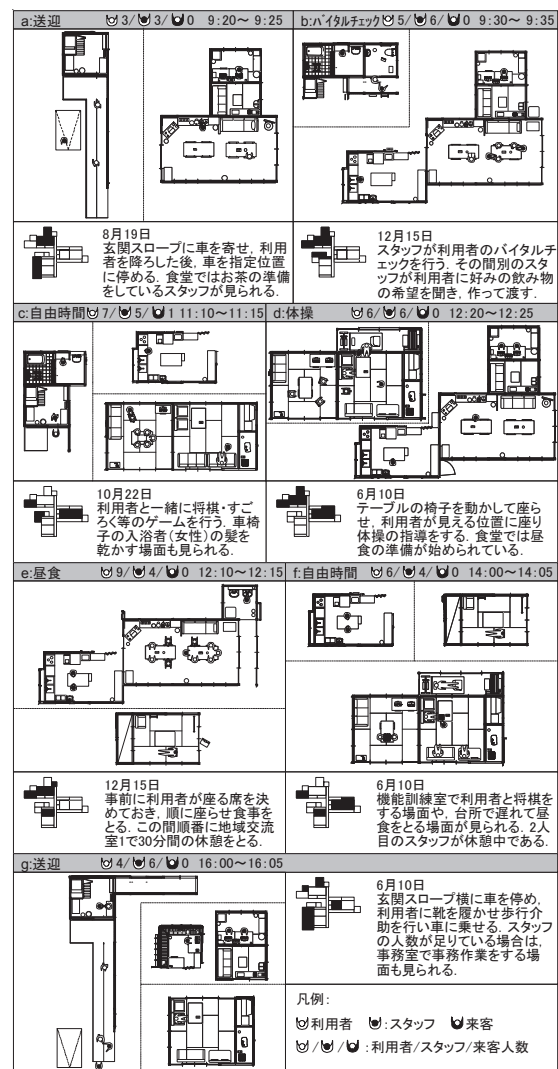 a:送迎 3/ 3/ 0 9:20～ 9:25
8月19日
玄関スロープに車を寄せ, 利用
者を降ろした後, 車を指定位置
に停める. 食堂ではお茶の準備
をしているスタッフが見られる.
b:バイタルチェック 5/ 6/ 0 9:30～ 9:35
12月15日
スタッフが利用者のバイタルチ
ェックを行う. その間別のスタ
ッフが利用者に好みの飲み物
の希望を聞き, 作って渡す.
c:自由時間 7/ 5/ 1 11:10～11:15
10月22日
利用者と一緒に将棋・すご
ろく等のゲームを行う. 車椅
子の入浴者(女性)の髪を
乾かす場面も見られる.
d:体操 6/ 6/ 0 12:20～12:25
6月10日
テーブルの椅子を動かして座ら
せ, 利用者が見える位置に座り
体操の指導をする. 食堂では昼
食の準備が始められている.
e:昼食 9/ 4/ 0 12:10～12:15
12月15日
事前に利用者が座る席を決
めておき, 順に座らせ食事を
とる. この間順番に地域交流
室1で30分間の休憩をとる.
f:自由時間 6/ 4/ 0 14:00～14:05
6月10日
機能訓練室で利用者と将棋を
する場面や, 台所で遅れて昼
食をとる場面が見られる. 2人
目のスタッフが休憩中である.
g:送迎 4/ 6/ 0 16:00～16:05
6月10日
玄関スロープ横に車を停め,
利用者に靴を履かせ歩行介
助を行い車に乗せる. スタッフ
の人数が足りている場合は,
事務室で事務作業をする場
面も見られる.
凡例:
利用者 :スタッフ 来客
/ / :利用者/スタッフ/来客人数